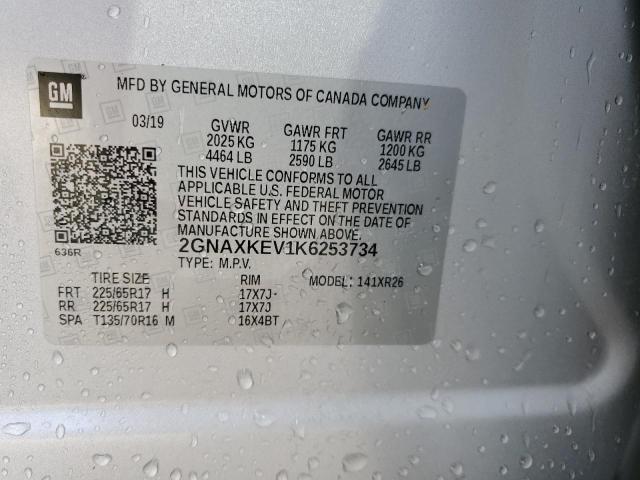 GM
MFD BY GENERAL MOTORS OF CANADA COMPANY
03/19 GVWR GAWR FRT GAWR RR
2025 KG 1175 KG 1200 KG
4464 LB 2590 LB 2645 LB
THIS VEHICLE CONFORMS TO ALL
APPLICABLE U.S. FEDERAL MOTOR
VEHICLE SAFETY AND THEFT PREVENTION
STANDARDS IN EFFECT ON THE DATE OF
MANUFACTURE SHOWN ABOVE.
636R 2GNAXKEV1K6253734
TYPE: M.P.V.
TIRE SIZE RIM MODEL: 141XR26
FRT 225/65R17 H 17X7J
RR 225/65R17 H 17X7J
SPA T135/70R16 M 16X4BT